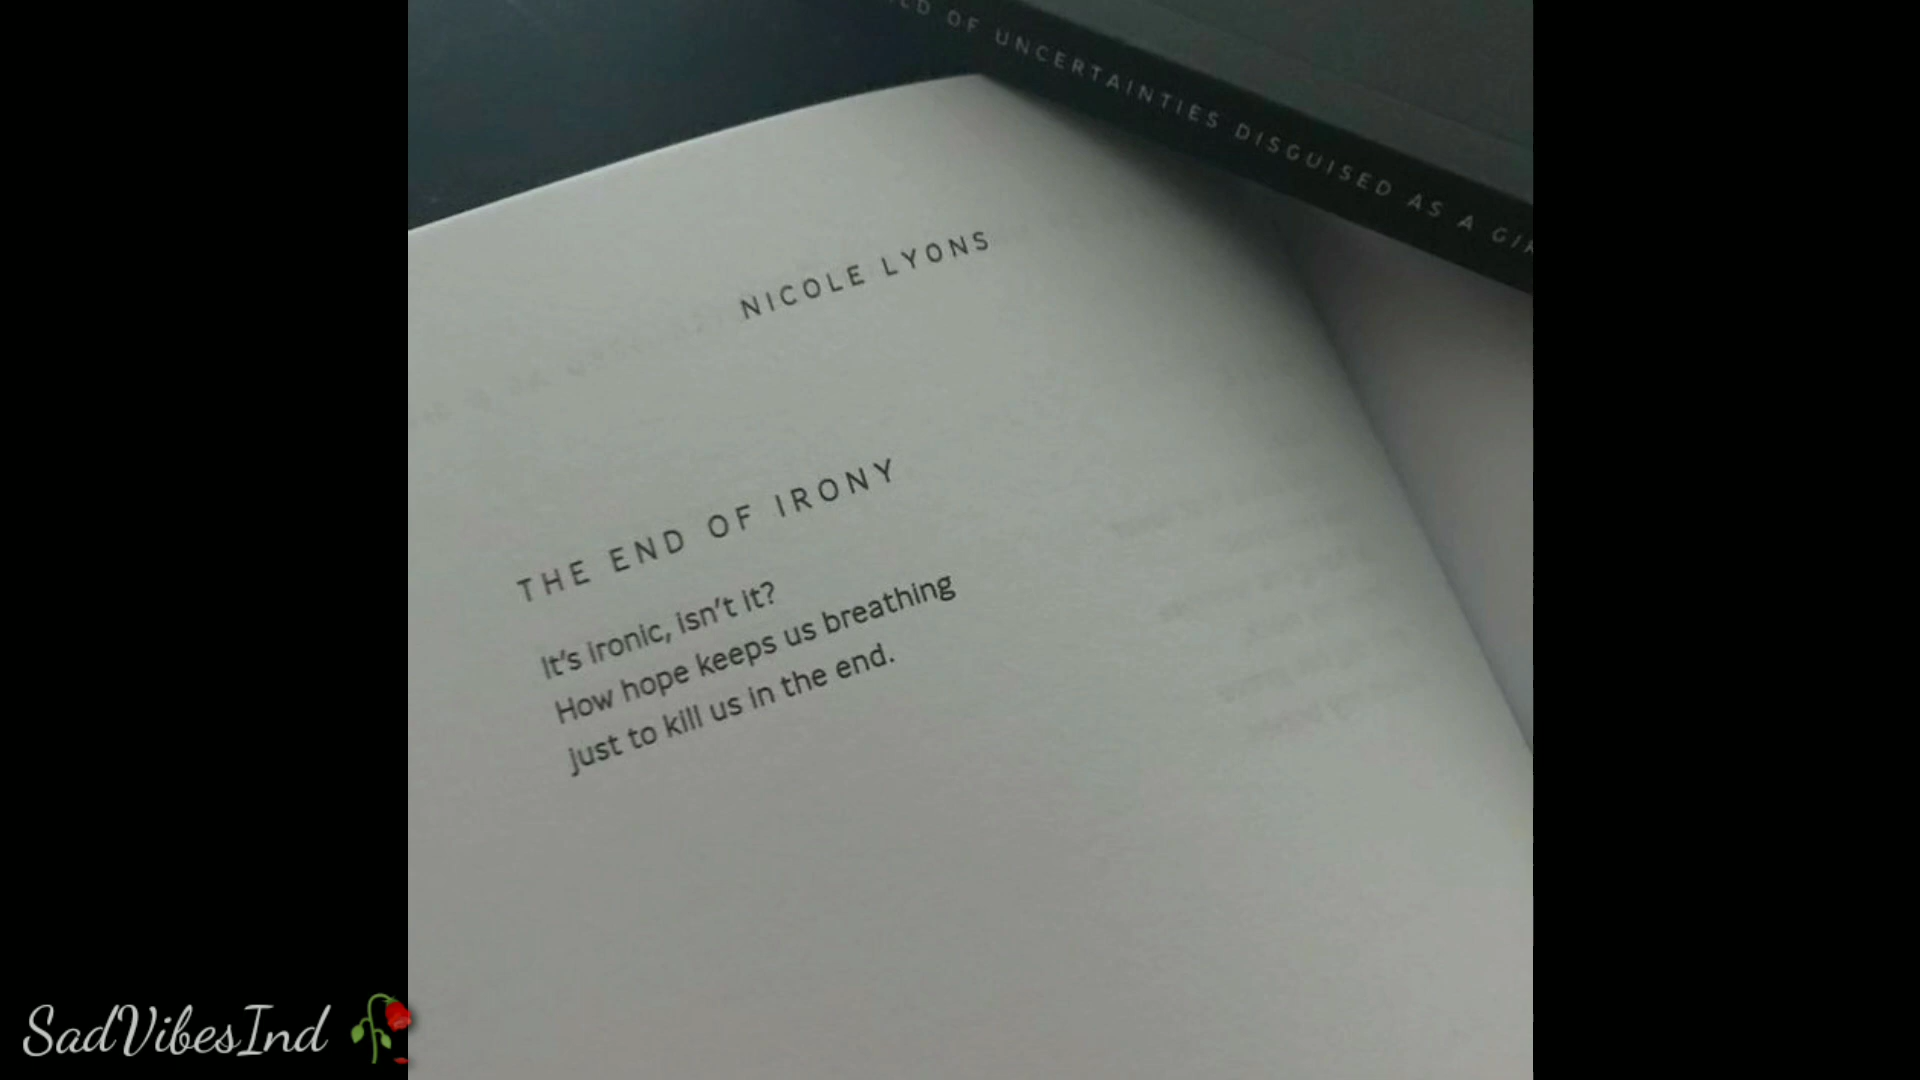 OF UNCERTAINTIES DISGUISED AS A
NICOLE LYONS
THE END OF IRONY
It's ironic, isn't it?
How hope keeps us breathing
just to kill us in the end.
SadVibesInd